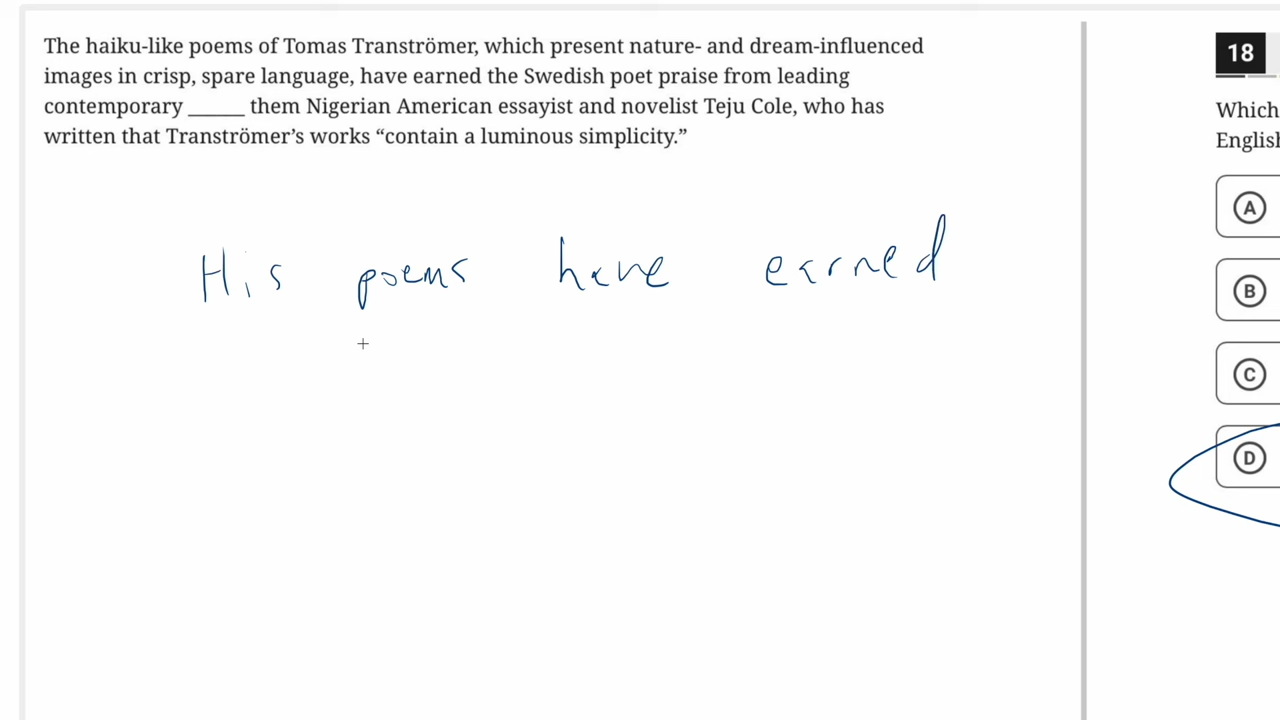 The haiku-like poems of Tomas Tranströmer, which present nature- and dream-influenced
images in crisp, spare language, have earned the Swedish poet praise from leading
contemporary ______ them Nigerian American essayist and novelist Teju Cole, who has
written that Tranströmer's works “contain a luminous simplicity.”
His poems have earned
18
Which
English
A
B
C
D